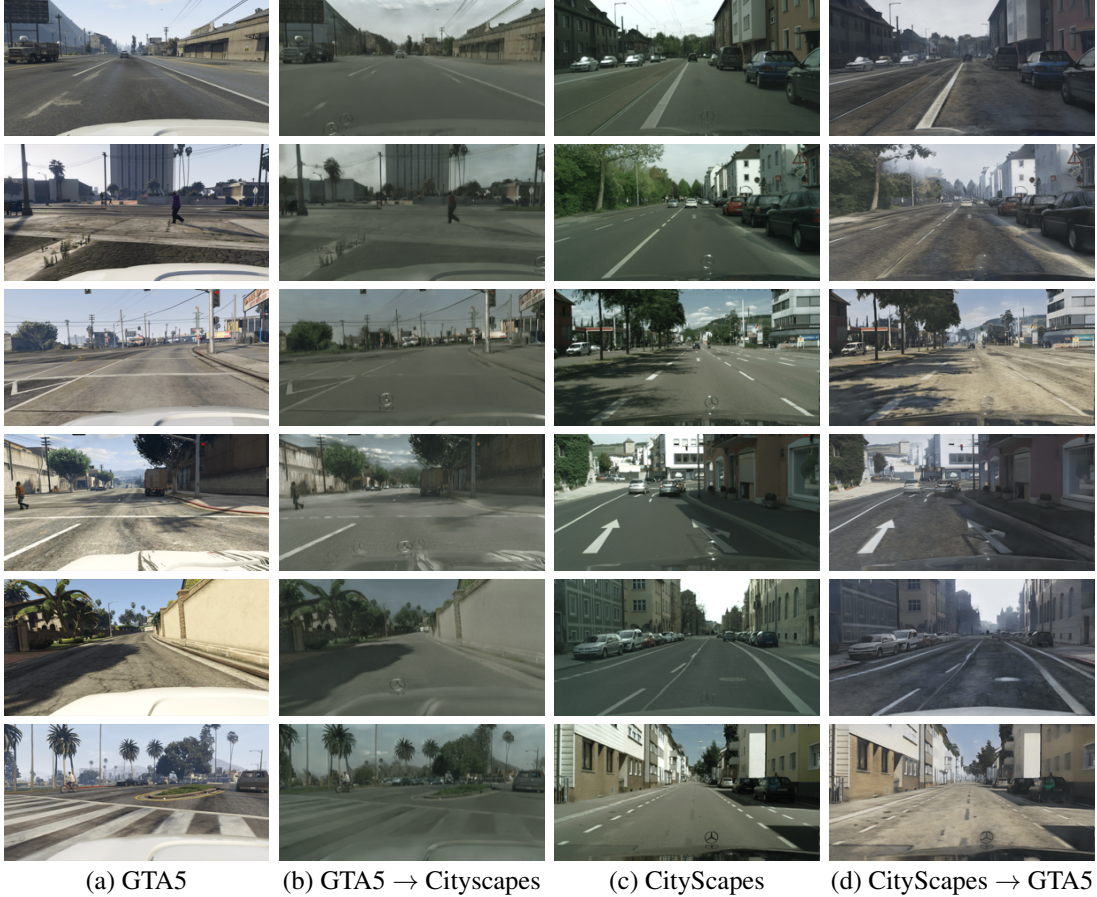 (a) GTA5
(b) GTA5 → Cityscapes
(c) CityScapes
(d) CityScapes → GTA5